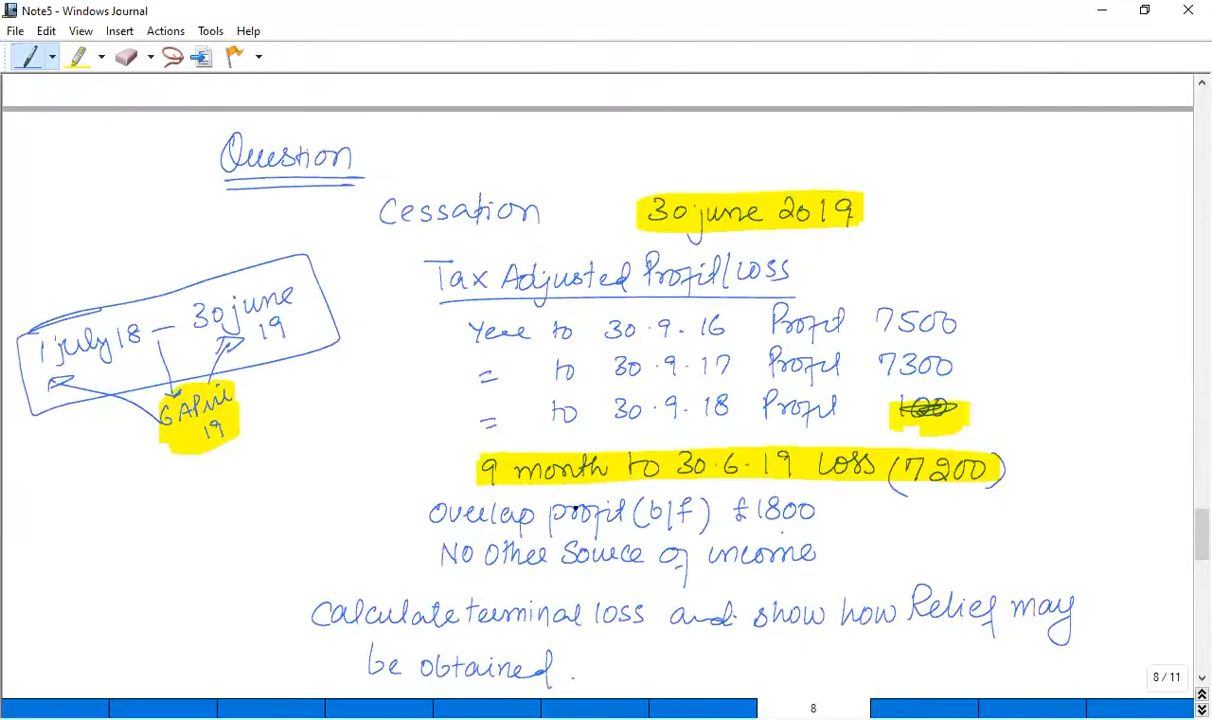 Note5 - Windows Journal
File Edit View Insert Actions Tools Help
Question
Cessation 30 june 2019
Tax Adjusted Profit/Loss
1 july 18 — 30 june 19
6 April 19
Year to 30.9.16 Profit 7500
= to 30.9.17 Profit 7300
= to 30.9.18 Profit
9 month to 30.6.19 Loss (7200)
Overlap profit (b/f) £1800
No Other Source of income
Calculate terminal loss and show how Relief may
be obtained.
8 / 11
8